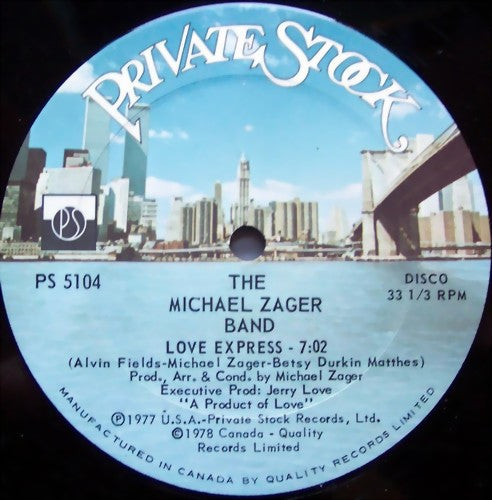 PRIVATE STOCK
PS
PS 5104
DISCO
33 1/3 RPM
THE
MICHAEL ZAGER
BAND
LOVE EXPRESS - 7:02
(Alvin Fields-Michael Zager-Betsy Durkin Matthes)
Prod., Arr. & Cond. by Michael Zager
Executive Prod: Jerry Love
"A Product of Love"
Ⓟ1977 U.S.A.-Private Stock Records, Ltd.
©1978 Canada - Quality
Records Limited
MANUFACTURED IN CANADA BY QUALITY RECORDS LIMITED